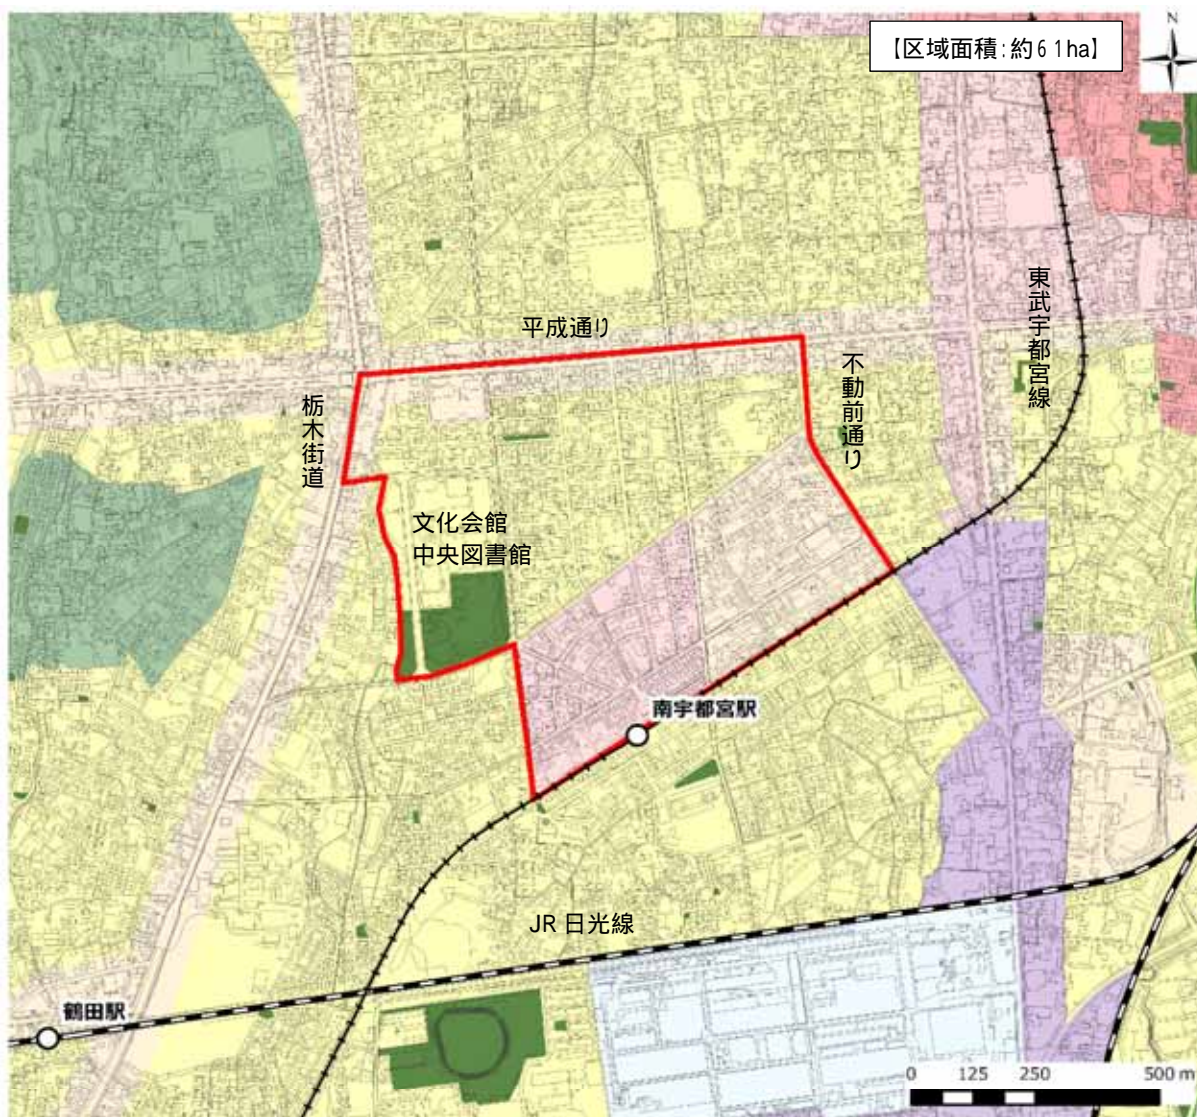 【区域面積:約61ha】
N
東武宇都宮線
平成通り
不動前通り
栃木街道
文化会館
中央図書館
南宇都宮駅
JR 日光線
鶴田駅
0 125 250 500 m